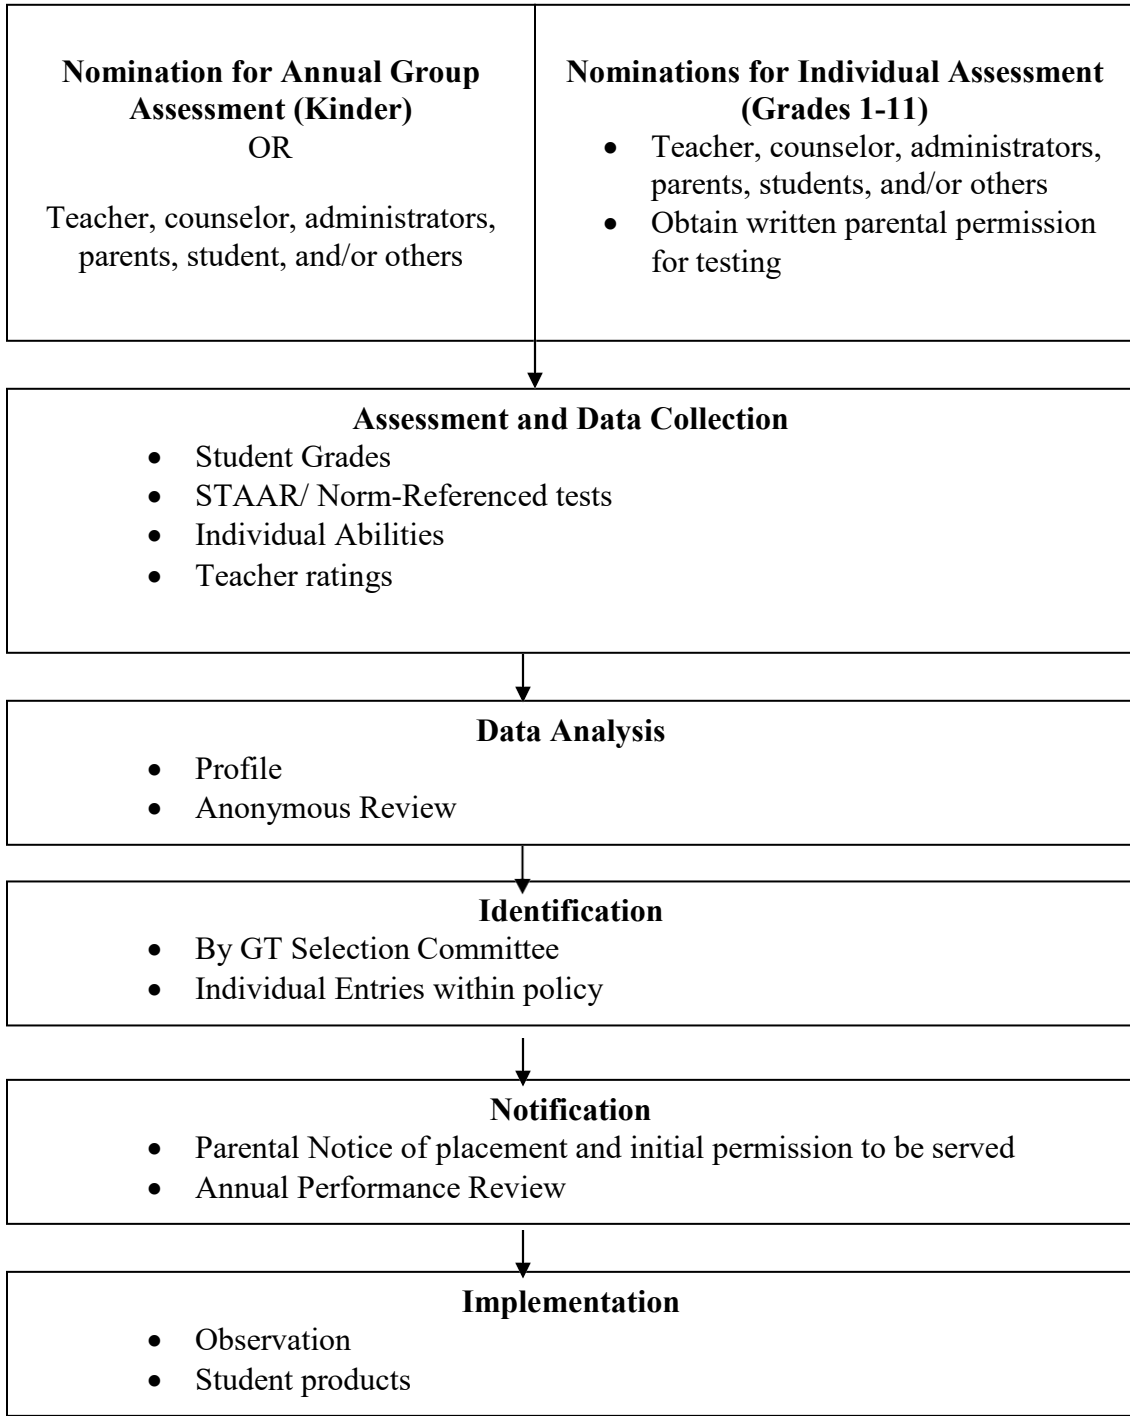 Nomination for Annual Group
Assessment (Kinder)
OR
Teacher, counselor, administrators,
parents, student, and/or others
Nominations for Individual Assessment
(Grades 1-11)
• Teacher, counselor, administrators,
parents, students, and/or others
• Obtain written parental permission
for testing
Assessment and Data Collection
• Student Grades
• STAAR/ Norm-Referenced tests
• Individual Abilities
• Teacher ratings
Data Analysis
• Profile
• Anonymous Review
Identification
• By GT Selection Committee
• Individual Entries within policy
Notification
• Parental Notice of placement and initial permission to be served
• Annual Performance Review
Implementation
• Observation
• Student products